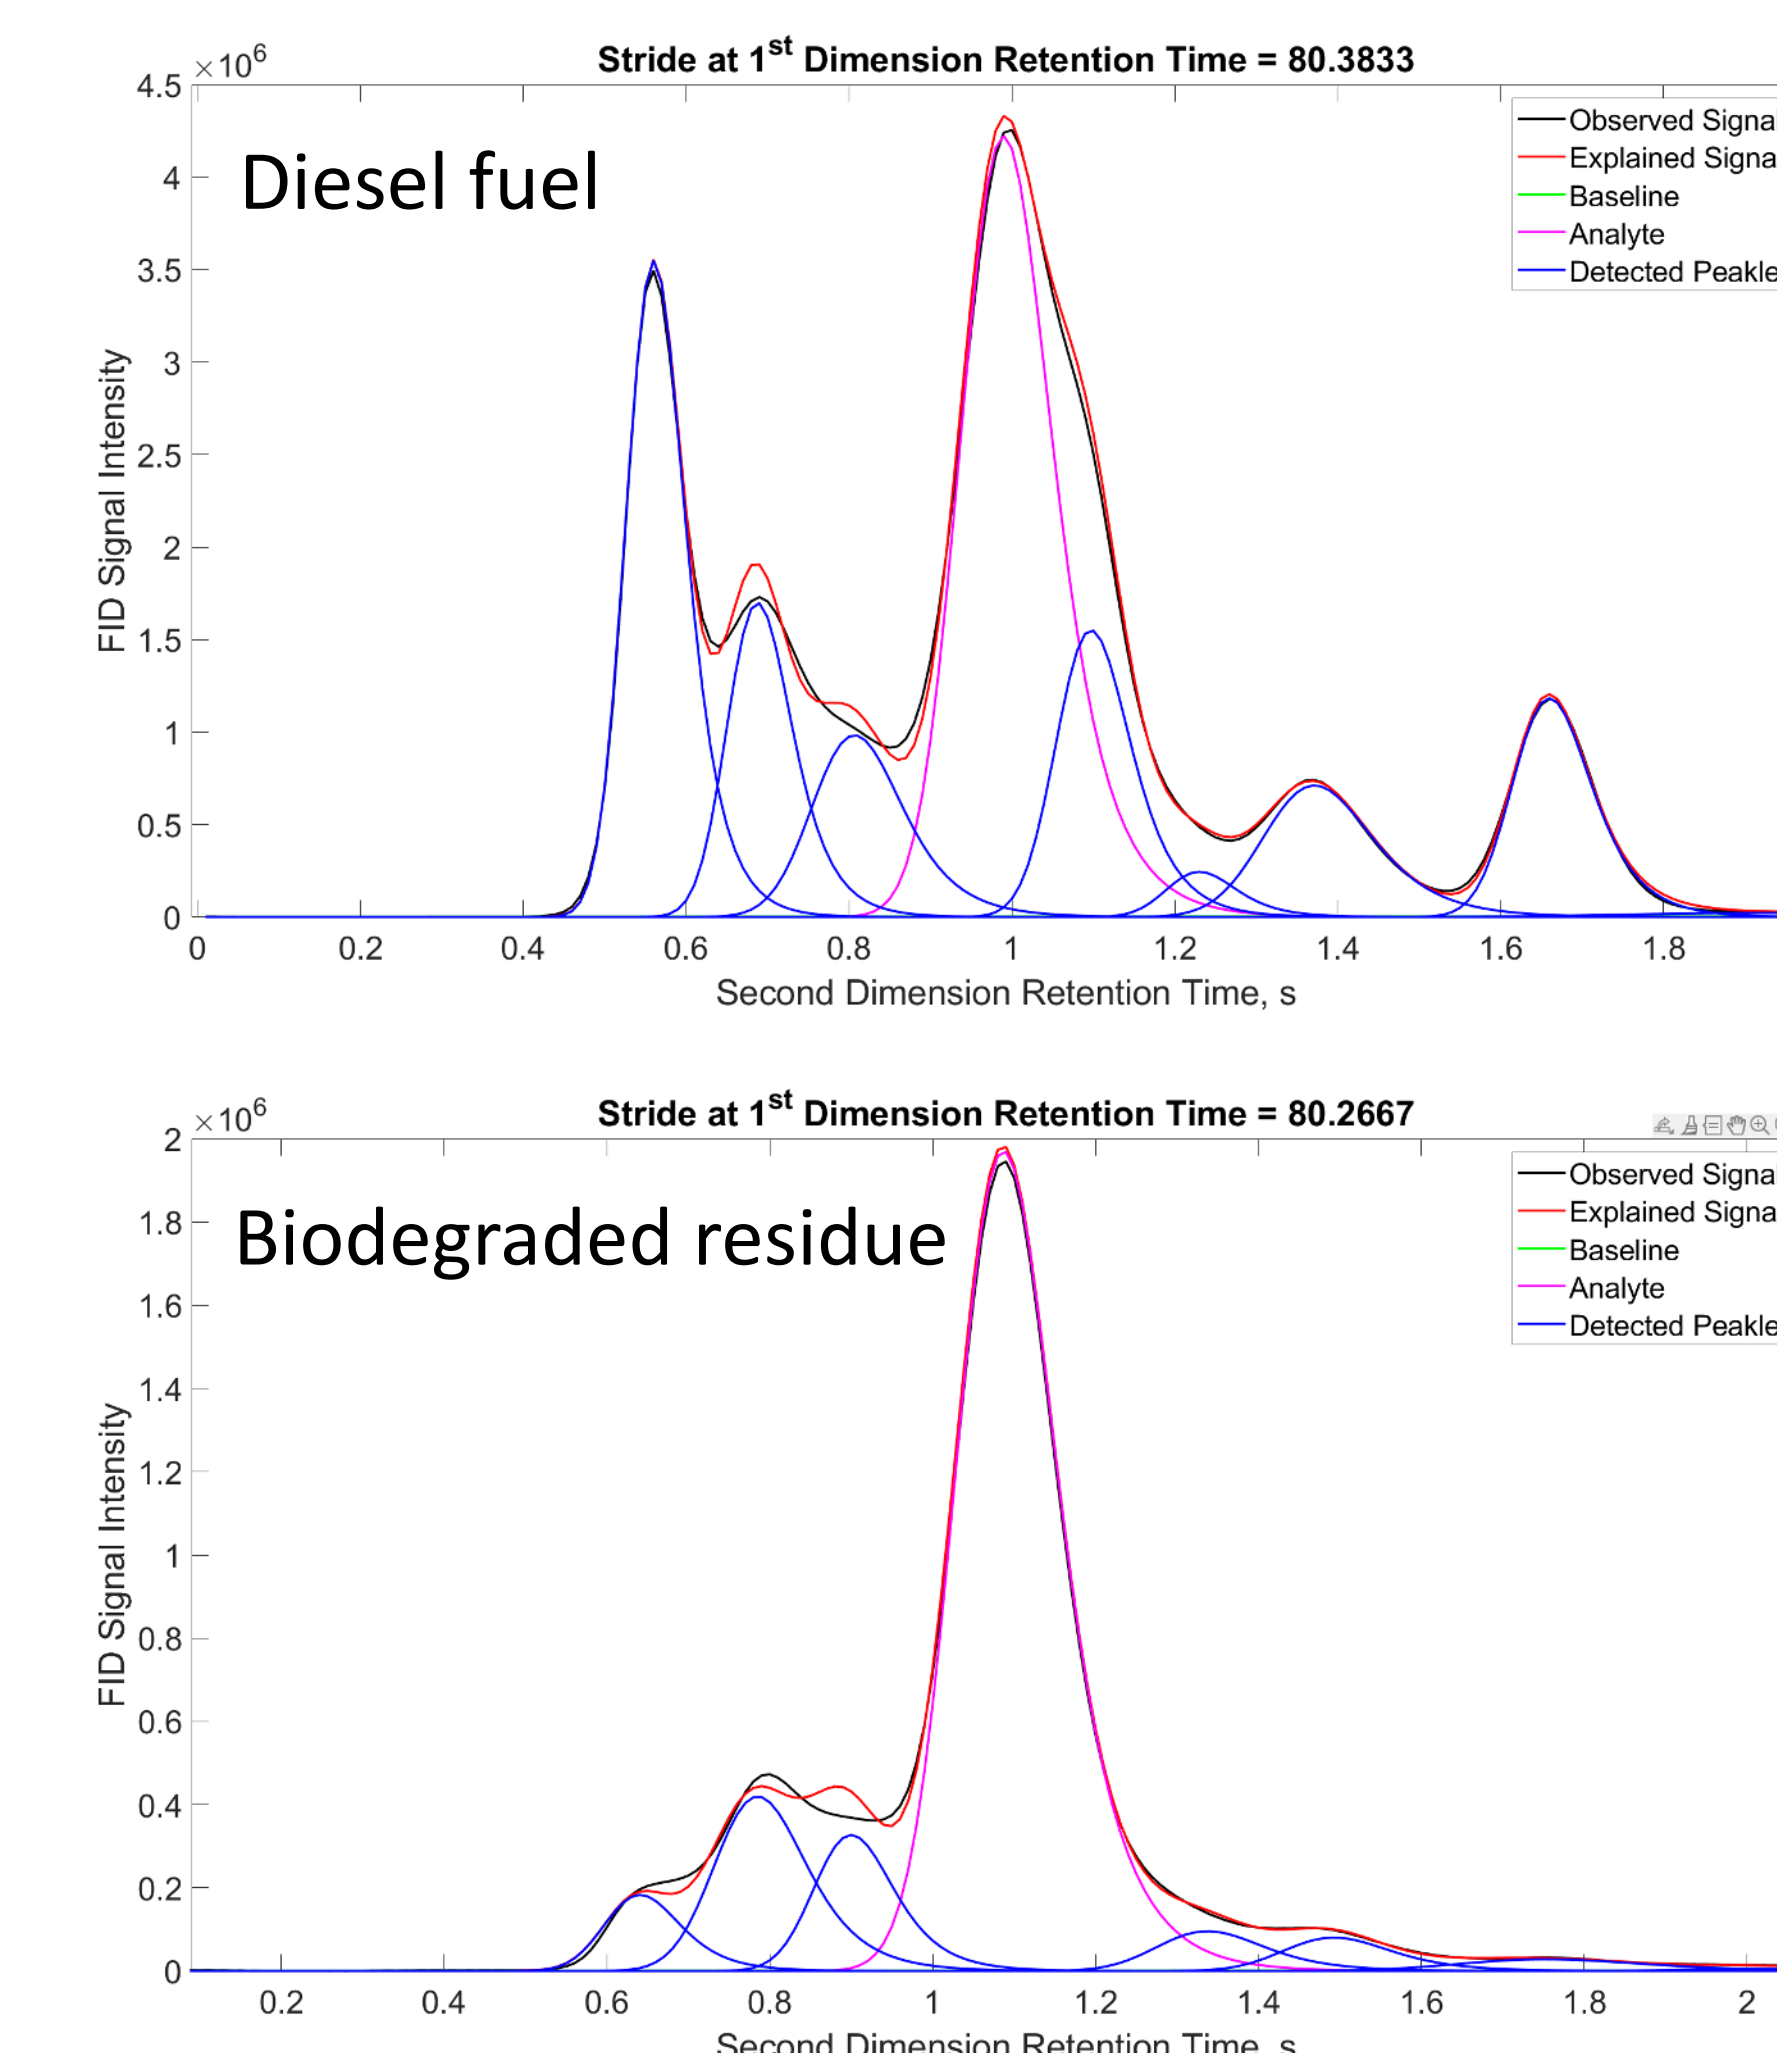 Stride at 1st Dimension Retention Time = 80.3833
×10^6
Diesel fuel
Observed Signal
Explained Signa
Baseline
Analyte
Detected Peakle
FID Signal Intensity
4.5
4
3.5
3
2.5
2
1.5
1
0.5
0
0 0.2 0.4 0.6 0.8 1 1.2 1.4 1.6 1.8
Second Dimension Retention Time, s
Stride at 1st Dimension Retention Time = 80.2667
×10^6
Biodegraded residue
Observed Signal
Explained Signa
Baseline
Analyte
Detected Peakle
FID Signal Intensity
2
1.8
1.6
1.4
1.2
1
0.8
0.6
0.4
0.2
0
0.2 0.4 0.6 0.8 1 1.2 1.4 1.6 1.8 2
Second Dimension Retention Time, s